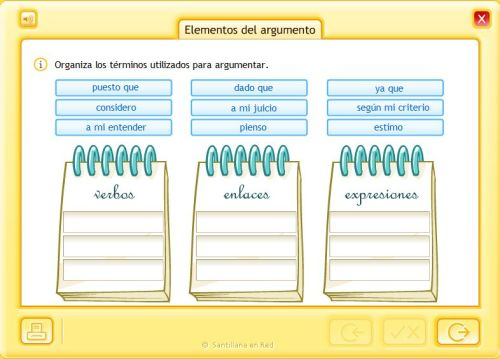 Elementos del argumento
Organiza los términos utilizados para argumentar.
puesto que
dado que
ya que
considero
a mi juicio
según mi criterio
a mi entender
pienso
estimo
verbos
enlaces
expresiones
© Santillana en Red